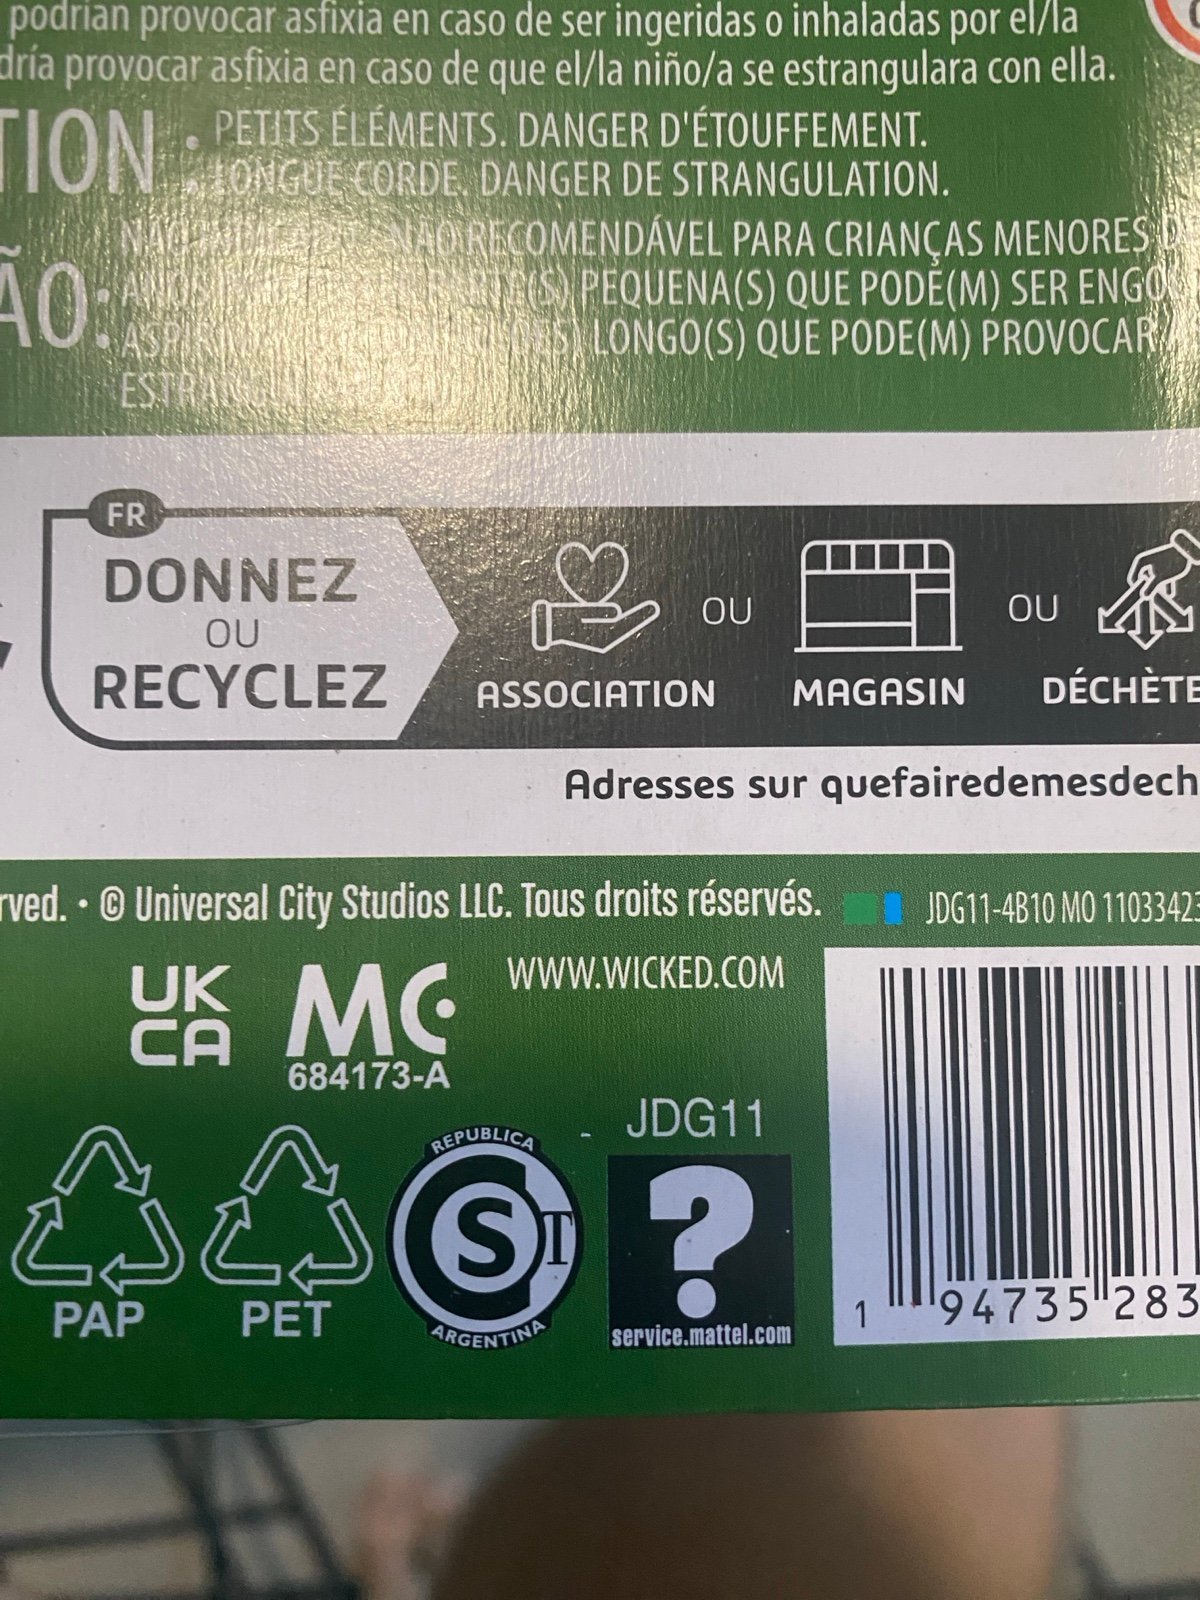 podrían provocar asfixia en caso de ser ingeridas o inhaladas por el/la
dría provocar asfixia en caso de que el/la niño/a se estrangulara con ella.
TION • PETITS ÉLÉMENTS. DANGER D'ÉTOUFFEMENT.
• LONGUE CORDE. DANGER DE STRANGULATION.
NÃO RECOMENDÁVEL PARA CRIANÇAS MENORES D
ÃO: PEQUENA(S) QUE PODE(M) SER ENGO
LONGO(S) QUE PODE(M) PROVOCAR
FR
DONNEZ
OU
RECYCLEZ
ASSOCIATION
OU
MAGASIN
OU
DÉCHÈTE
Adresses sur quefairedemesdech
rved. • © Universal City Studios LLC. Tous droits réservés.
JDG11-4B10 MO 11033423
UK
CA
MC
684173-A
WWW.WICKED.COM
JDG11
PAP
PET
REPUBLICA
S T
ARGENTINA
?
service.mattel.com
1 94735 283